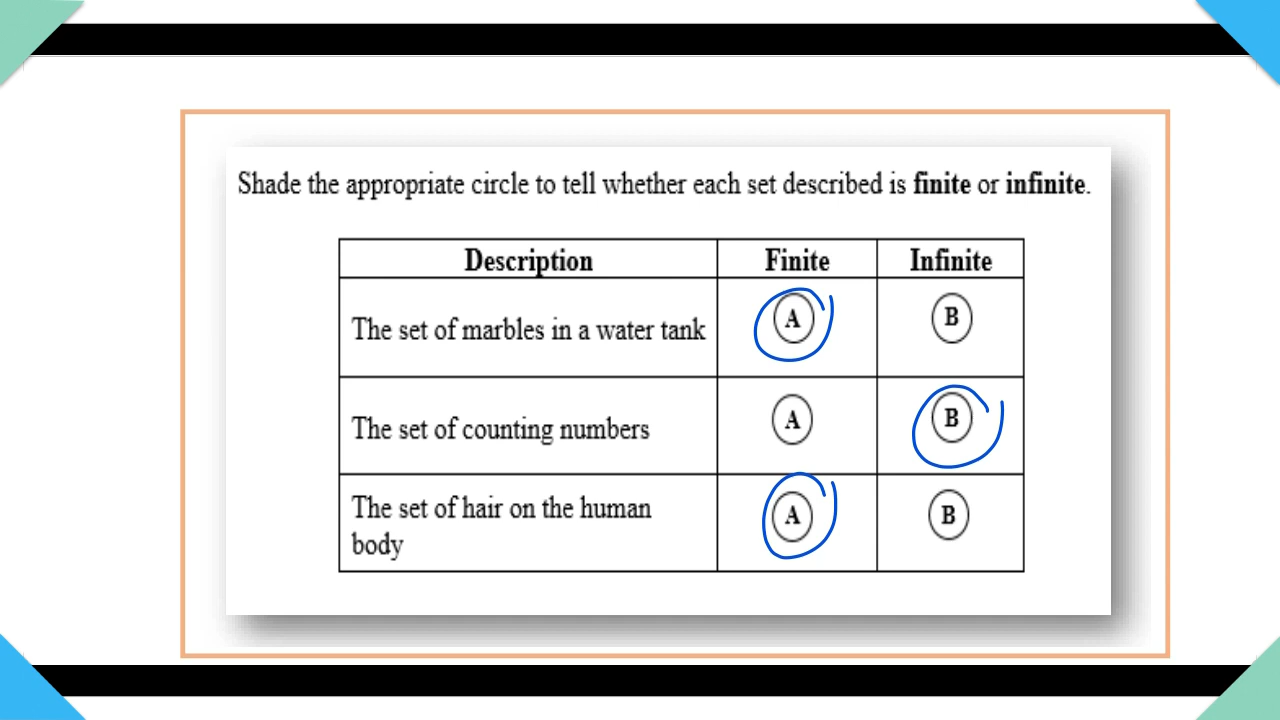 Shade the appropriate circle to tell whether each set described is finite or infinite.
Description Finite Infinite
The set of marbles in a water tank A B
The set of counting numbers A B
The set of hair on the human
body A B